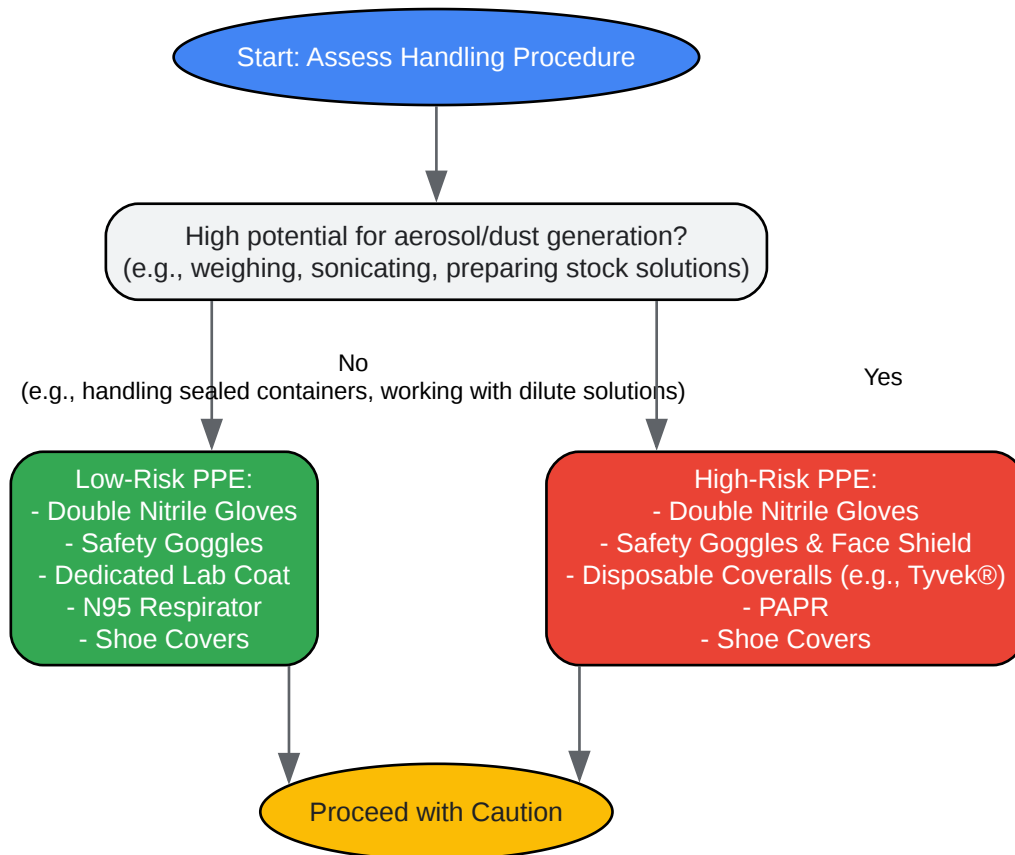 Start: Assess Handling Procedure
High potential for aerosol/dust generation?
(e.g., weighing, sonicating, preparing stock solutions)
No
(e.g., handling sealed containers, working with dilute solutions)
Yes
Low-Risk PPE:
- Double Nitrile Gloves
- Safety Goggles
- Dedicated Lab Coat
- N95 Respirator
- Shoe Covers
High-Risk PPE:
- Double Nitrile Gloves
- Safety Goggles & Face Shield
- Disposable Coveralls (e.g., Tyvek®)
- PAPR
- Shoe Covers
Proceed with Caution